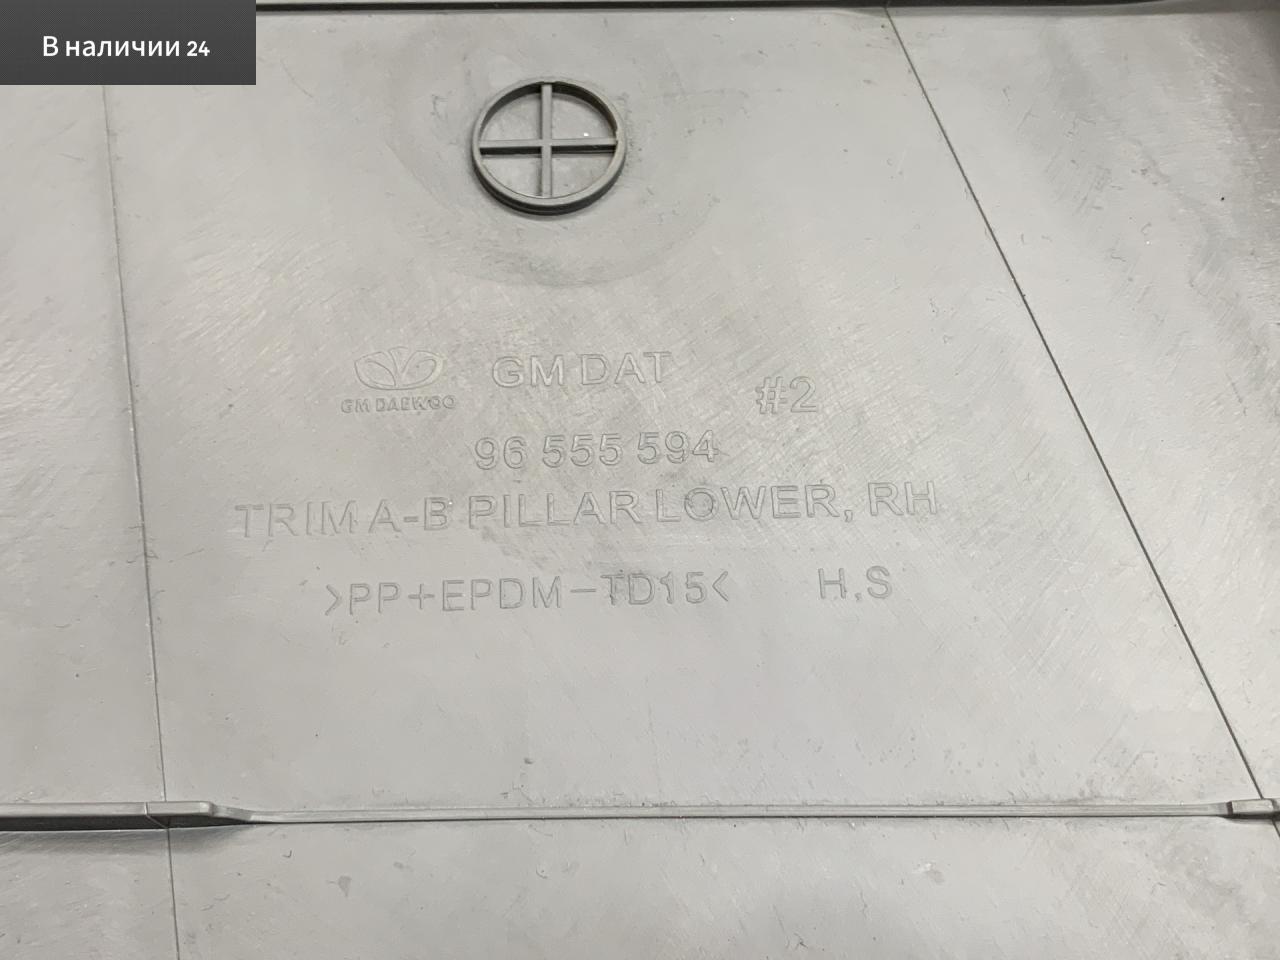 В наличии 24
GM DAT
GM DAEWOO
#2
96 555 594
TRIM A-B PILLAR LOWER, RH
>PP+EPDM-TD15< H.S